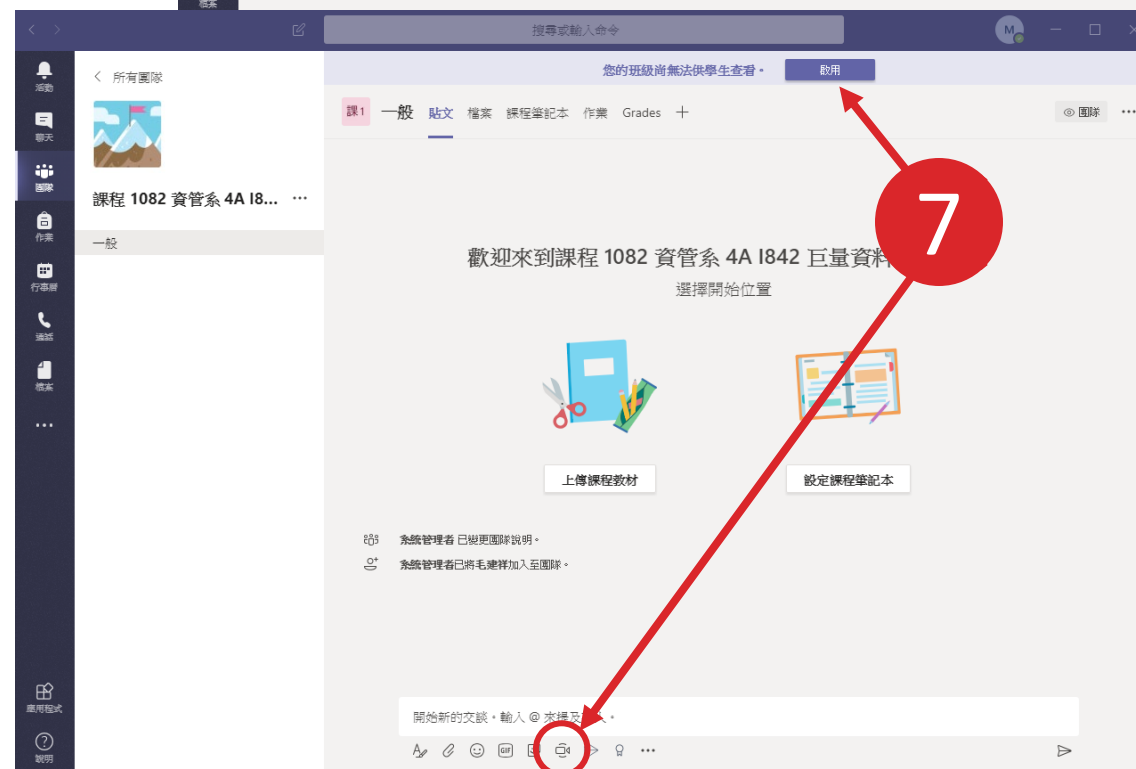 檔案
搜尋或輸入命令
M
活動
聊天
團隊
作業
行事曆
通話
檔案
應用程式
說明
所有團隊
課程 1082 資管系 4A I8...
一般
您的班級尚無法供學生查看。
啟用
課1 一般 貼文 檔案 課程筆記本 作業 Grades
團隊
7
歡迎來到課程 1082 資管系 4A I842 巨量資料
選擇開始位置
上傳課程教材
設定課程筆記本
系統管理者 已變更團隊說明。
系統管理者已將毛建祥加入至團隊。
開始新的交談。輸入 @ 來提及
GIF